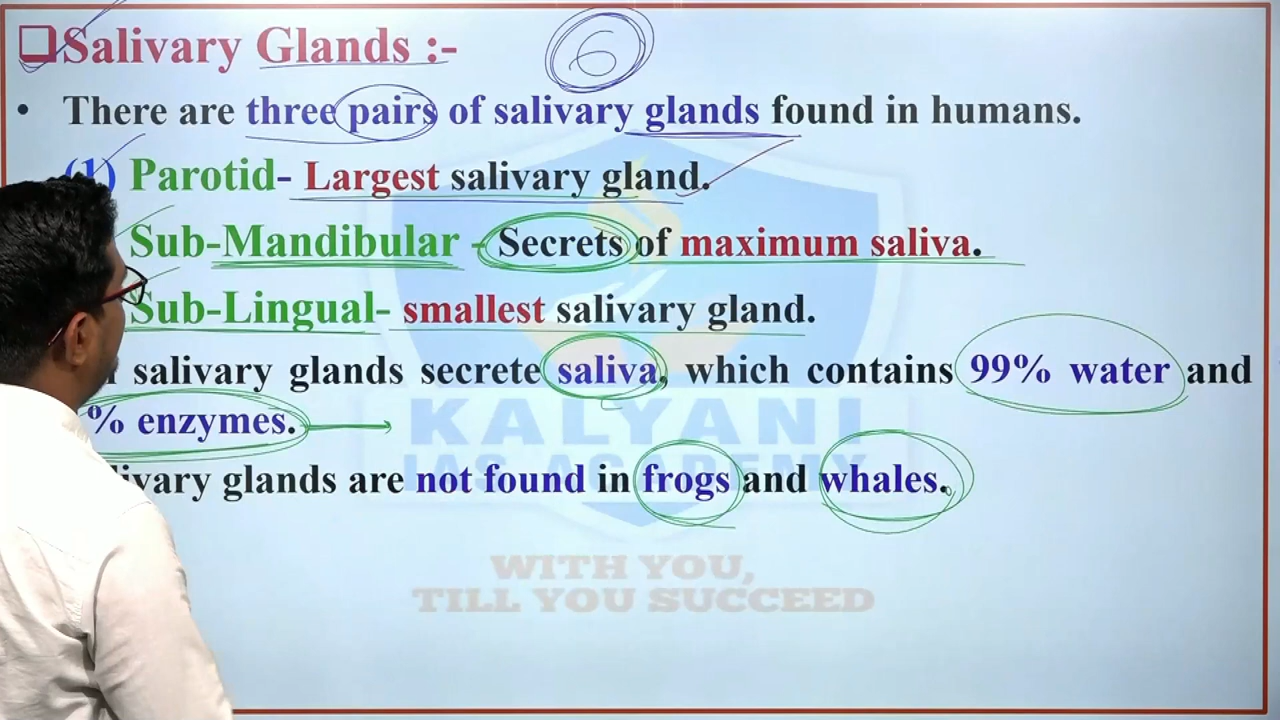 Salivary Glands :-
6
• There are three pairs of salivary glands found in humans.
(1) Parotid- Largest salivary gland.
Sub-Mandibular - Secrets of maximum saliva.
Sub-Lingual- smallest salivary gland.
salivary glands secrete saliva, which contains 99% water and
% enzymes.
glands are not found in frogs and whales.
KALYANI
IAS ACADEMY
WITH YOU,
TILL YOU SUCCEED